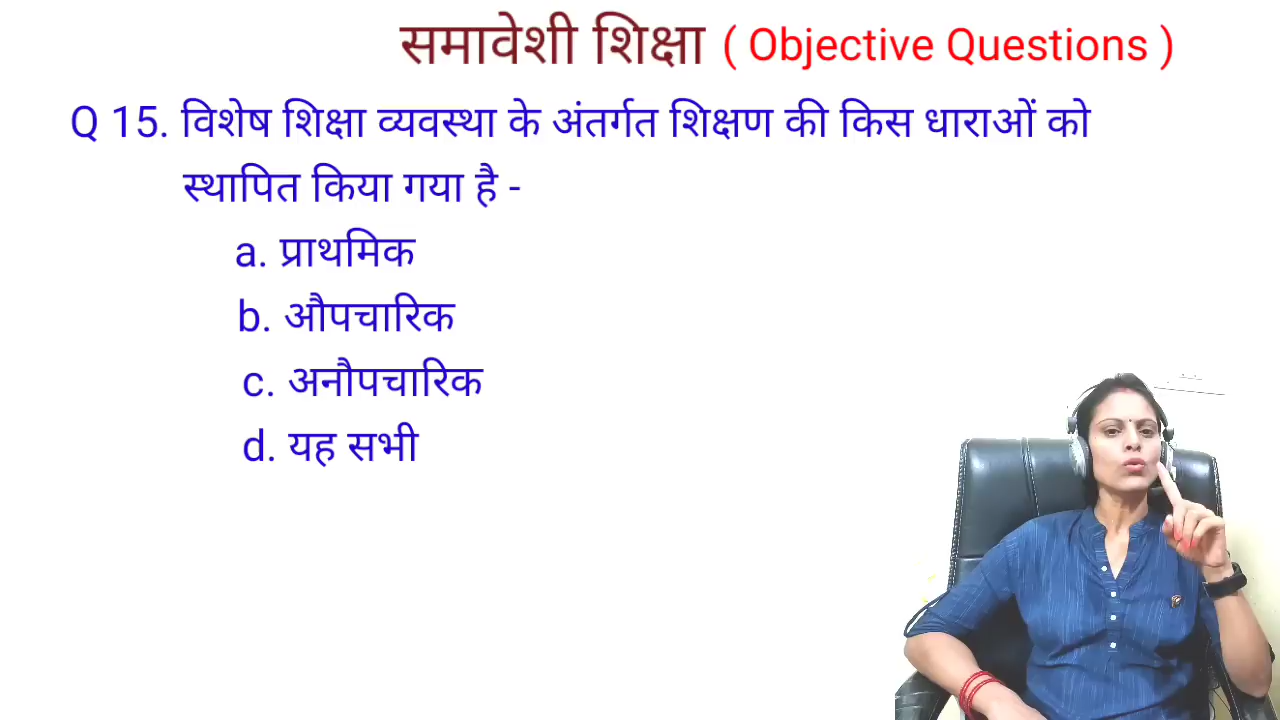 समावेशी शिक्षा ( Objective Questions )
Q 15. विशेष शिक्षा व्यवस्था के अंतर्गत शिक्षण की किस धाराओं को
स्थापित किया गया है -
a. प्राथमिक
b. औपचारिक
c. अनौपचारिक
d. यह सभी